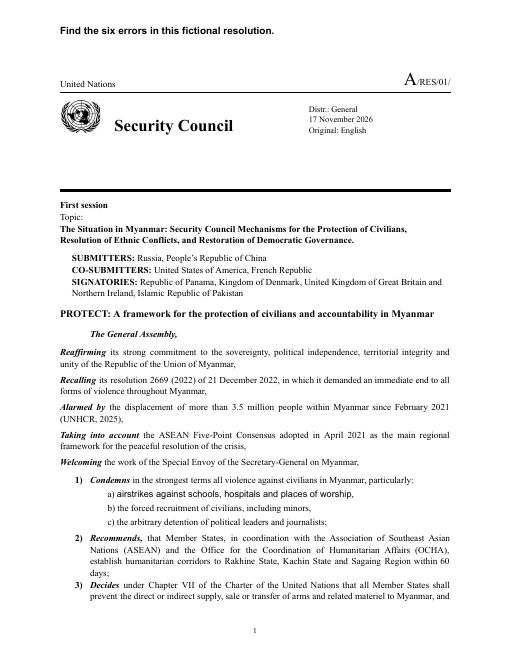 Find the six errors in this fictional resolution.
United Nations
A/RES/01/
Security Council
Distr.: General
17 November 2026
Original: English
First session
Topic:
The Situation in Myanmar: Security Council Mechanisms for the Protection of Civilians,
Resolution of Ethnic Conflicts, and Restoration of Democratic Governance.
SUBMITTERS: Russia, People's Republic of China
CO-SUBMITTERS: United States of America, French Republic
SIGNATORIES: Republic of Panama, Kingdom of Denmark, United Kingdom of Great Britain and
Northern Ireland, Islamic Republic of Pakistan
PROTECT: A framework for the protection of civilians and accountability in Myanmar
The General Assembly,
Reaffirming its strong commitment to the sovereignty, political independence, territorial integrity and
unity of the Republic of the Union of Myanmar,
Recalling its resolution 2669 (2022) of 21 December 2022, in which it demanded an immediate end to all
forms of violence throughout Myanmar,
Alarmed by the displacement of more than 3.5 million people within Myanmar since February 2021
(UNHCR, 2025),
Taking into account the ASEAN Five-Point Consensus adopted in April 2021 as the main regional
framework for the peaceful resolution of the crisis,
Welcoming the work of the Special Envoy of the Secretary-General on Myanmar,
1) Condemns in the strongest terms all violence against civilians in Myanmar, particularly:
a) airstrikes against schools, hospitals and places of worship,
b) the forced recruitment of civilians, including minors,
c) the arbitrary detention of political leaders and journalists;
2) Recommends, that Member States, in coordination with the Association of Southeast Asian
Nations (ASEAN) and the Office for the Coordination of Humanitarian Affairs (OCHA),
establish humanitarian corridors to Rakhine State, Kachin State and Sagaing Region within 60
days;
3) Decides under Chapter VII of the Charter of the United Nations that all Member States shall
prevent the direct or indirect supply, sale or transfer of arms and related materiel to Myanmar, and
1